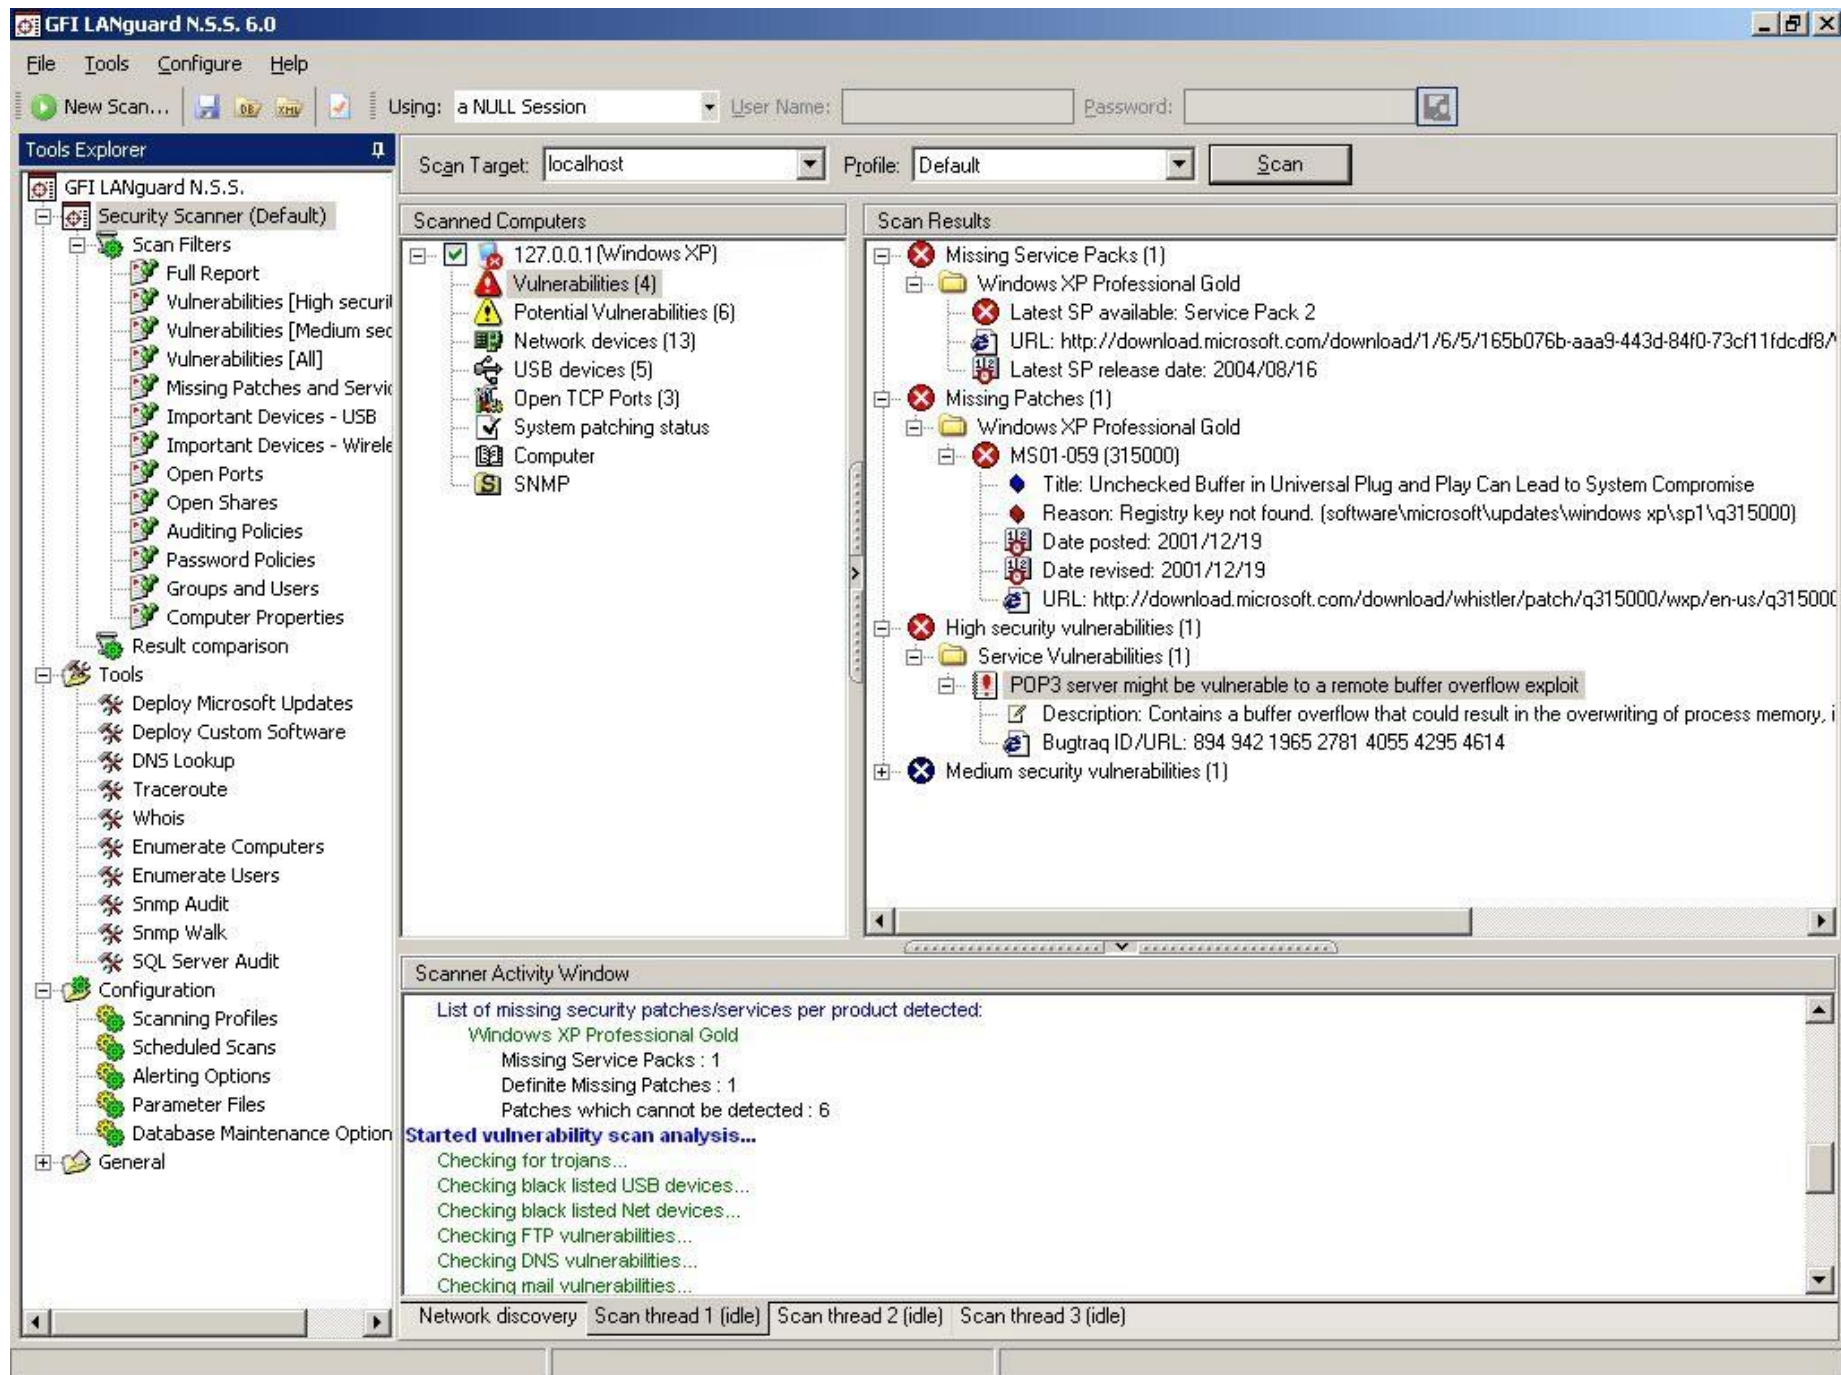 GFI LANguard N.S.S. 6.0
File Tools Configure Help
New Scan... Using: a NULL Session User Name: Password:
Tools Explorer
GFI LANguard N.S.S.
Security Scanner (Default)
Scan Filters
Full Report
Vulnerabilities [High securit
Vulnerabilities [Medium sec
Vulnerabilities [All]
Missing Patches and Servic
Important Devices - USB
Important Devices - Wirele
Open Ports
Open Shares
Auditing Policies
Password Policies
Groups and Users
Computer Properties
Result comparison
Tools
Deploy Microsoft Updates
Deploy Custom Software
DNS Lookup
Traceroute
Whois
Enumerate Computers
Enumerate Users
Snmp Audit
Snmp Walk
SQL Server Audit
Configuration
Scanning Profiles
Scheduled Scans
Alerting Options
Parameter Files
Database Maintenance Option
General
Scan Target: localhost Profile: Default Scan
Scanned Computers
127.0.0.1 (Windows XP)
Vulnerabilities (4)
Potential Vulnerabilities (6)
Network devices (13)
USB devices (5)
Open TCP Ports (3)
System patching status
Computer
SNMP
Scan Results
Missing Service Packs (1)
Windows XP Professional Gold
Latest SP available: Service Pack 2
URL: http://download.microsoft.com/download/1/6/5/165b076b-aaa9-443d-84f0-73cf11fdcdf8/
Latest SP release date: 2004/08/16
Missing Patches (1)
Windows XP Professional Gold
MS01-059 (315000)
Title: Unchecked Buffer in Universal Plug and Play Can Lead to System Compromise
Reason: Registry key not found. (software\microsoft\updates\windows xp\sp1\q315000)
Date posted: 2001/12/19
Date revised: 2001/12/19
URL: http://download.microsoft.com/download/whistler/patch/q315000/wxp/en-us/q315000
High security vulnerabilities (1)
Service Vulnerabilities (1)
POP3 server might be vulnerable to a remote buffer overflow exploit
Description: Contains a buffer overflow that could result in the overwriting of process memory, i
Bugtraq ID/URL: 894 942 1965 2781 4055 4295 4614
Medium security vulnerabilities (1)
Scanner Activity Window
List of missing security patches/services per product detected:
Windows XP Professional Gold
Missing Service Packs : 1
Definite Missing Patches : 1
Patches which cannot be detected : 6
Started vulnerability scan analysis...
Checking for trojans...
Checking black listed USB devices...
Checking black listed Net devices...
Checking FTP vulnerabilities...
Checking DNS vulnerabilities...
Checking mail vulnerabilities...
Network discovery Scan thread 1 (idle) Scan thread 2 (idle) Scan thread 3 (idle)